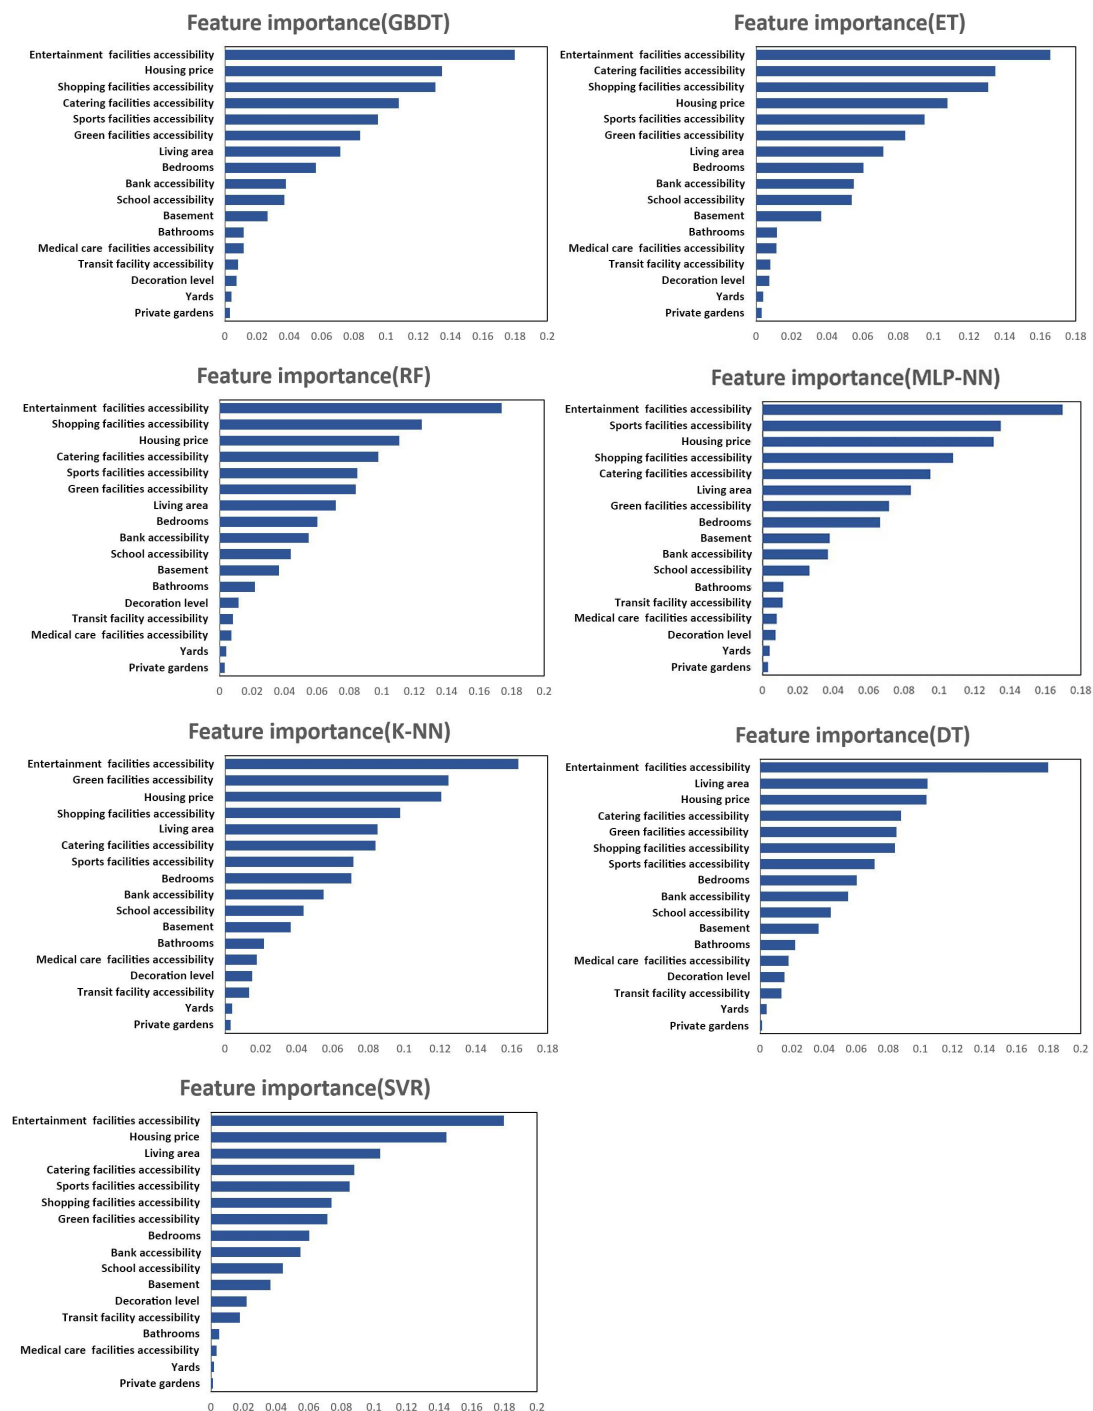 Feature importance(GBDT)
Entertainment facilities accessibility
Housing price
Shopping facilities accessibility
Catering facilities accessibility
Sports facilities accessibility
Green facilities accessibility
Living area
Bedrooms
Bank accessibility
School accessibility
Basement
Bathrooms
Medical care facilities accessibility
Transit facility accessibility
Decoration level
Yards
Private gardens
0 0.02 0.04 0.06 0.08 0.1 0.12 0.14 0.16 0.18 0.2
Feature importance(ET)
Entertainment facilities accessibility
Catering facilities accessibility
Shopping facilities accessibility
Housing price
Sports facilities accessibility
Green facilities accessibility
Living area
Bedrooms
Bank accessibility
School accessibility
Basement
Bathrooms
Medical care facilities accessibility
Transit facility accessibility
Decoration level
Yards
Private gardens
0 0.02 0.04 0.06 0.08 0.1 0.12 0.14 0.16 0.18
Feature importance(RF)
Entertainment facilities accessibility
Shopping facilities accessibility
Housing price
Catering facilities accessibility
Sports facilities accessibility
Green facilities accessibility
Living area
Bedrooms
Bank accessibility
School accessibility
Basement
Bathrooms
Decoration level
Transit facility accessibility
Medical care facilities accessibility
Yards
Private gardens
0 0.02 0.04 0.06 0.08 0.1 0.12 0.14 0.16 0.18 0.2
Feature importance(MLP-NN)
Entertainment facilities accessibility
Sports facilities accessibility
Housing price
Shopping facilities accessibility
Catering facilities accessibility
Living area
Green facilities accessibility
Bedrooms
Basement
Bank accessibility
School accessibility
Bathrooms
Transit facility accessibility
Medical care facilities accessibility
Decoration level
Yards
Private gardens
0 0.02 0.04 0.06 0.08 0.1 0.12 0.14 0.16 0.18
Feature importance(K-NN)
Entertainment facilities accessibility
Green facilities accessibility
Housing price
Shopping facilities accessibility
Living area
Catering facilities accessibility
Sports facilities accessibility
Bedrooms
Bank accessibility
School accessibility
Basement
Bathrooms
Medical care facilities accessibility
Decoration level
Transit facility accessibility
Yards
Private gardens
0 0.02 0.04 0.06 0.08 0.1 0.12 0.14 0.16 0.18
Feature importance(DT)
Entertainment facilities accessibility
Living area
Housing price
Catering facilities accessibility
Green facilities accessibility
Shopping facilities accessibility
Sports facilities accessibility
Bedrooms
Bank accessibility
School accessibility
Basement
Bathrooms
Medical care facilities accessibility
Decoration level
Transit facility accessibility
Yards
Private gardens
0 0.02 0.04 0.06 0.08 0.1 0.12 0.14 0.16 0.18 0.2
Feature importance(SVR)
Entertainment facilities accessibility
Housing price
Living area
Catering facilities accessibility
Sports facilities accessibility
Shopping facilities accessibility
Green facilities accessibility
Bedrooms
Bank accessibility
School accessibility
Basement
Decoration level
Transit facility accessibility
Bathrooms
Medical care facilities accessibility
Yards
Private gardens
0 0.02 0.04 0.06 0.08 0.1 0.12 0.14 0.16 0.18 0.2